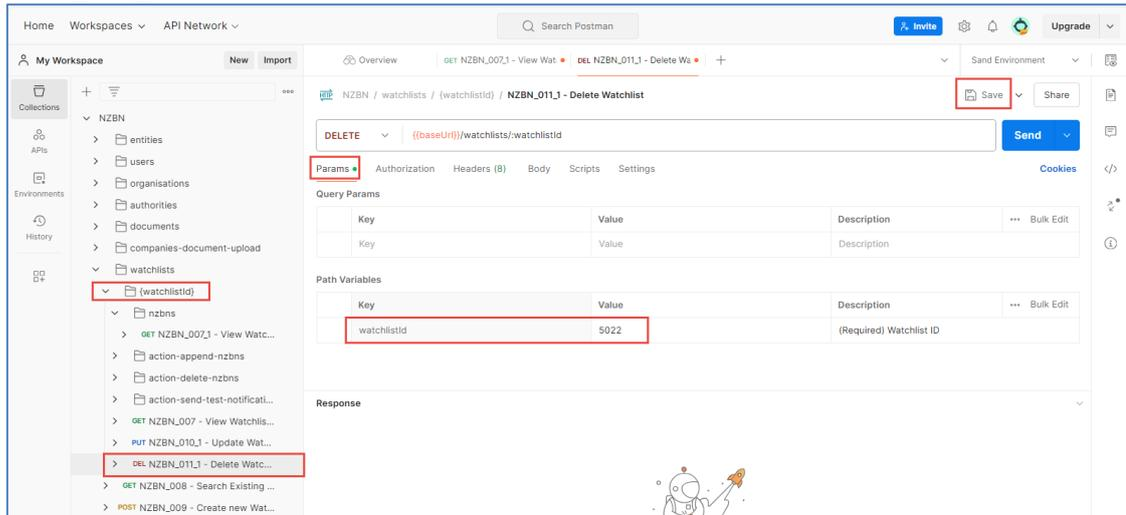 Home Workspaces API Network Search Postman Invite Upgrade
My Workspace New Import Overview GET NZBN_007_1 - View Wat DEL NZBN_011_1 - Delete Wa Sand Environment
Collections
APIs
Environments
History
NZBN
entities
users
organisations
authorities
documents
companies-document-upload
watchlists
{watchlistId}
nzbns
GET NZBN_007_1 - View Watc...
action-append-nzbns
action-delete-nzbns
action-send-test-notificati...
GET NZBN_007 - View Watchlis...
PUT NZBN_010_1 - Update Wat...
DEL NZBN_011_1 - Delete Watc...
GET NZBN_008 - Search Existing ...
POST NZBN_009 - Create new Wat...
HTTP NZBN / watchlists / {watchlistId} / NZBN_011_1 - Delete Watchlist Save Share
DELETE {{baseUrl}}/watchlists/:watchlistId Send
Params Authorization Headers (8) Body Scripts Settings Cookies
Query Params
Key Value Description ••• Bulk Edit
Key Value Description
Path Variables
Key Value Description ••• Bulk Edit
watchlistId 5022 (Required) Watchlist ID
Response